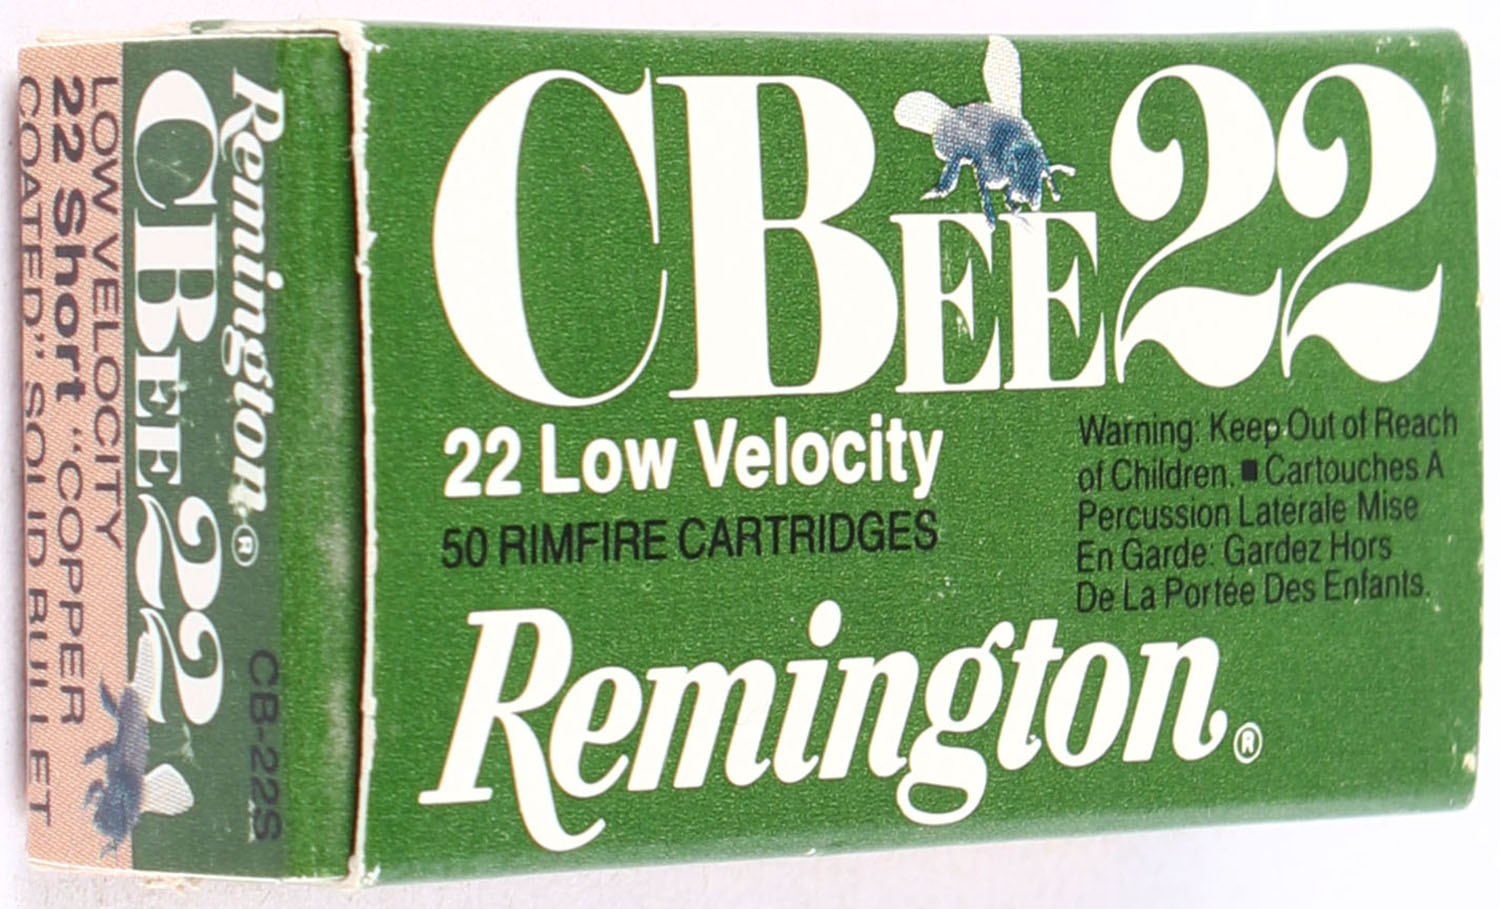 CBEE22
22 Low Velocity
50 RIMFIRE CARTRIDGES
Warning: Keep Out of Reach
of Children. ■ Cartouches A
Percussion Latérale Mise
En Garde: Gardez Hors
De La Portée Des Enfants.
Remington®
Remington®
CB-22S
CBEE22
LOW VELOCITY
22 Short "COPPER
COATED" SOLID BULLET